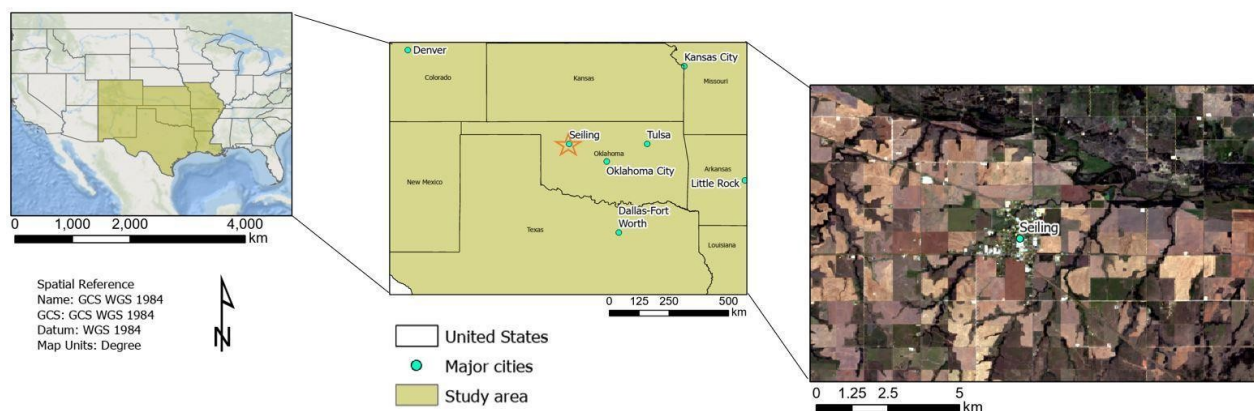 0 1,000 2,000 4,000
km
Spatial Reference
Name: GCS WGS 1984
GCS: GCS WGS 1984
Datum: WGS 1984
Map Units: Degree
N
Denver
Kansas City
Colorado
Kansas
Missouri
Seiling
Tulsa
Oklahoma
Oklahoma City
Arkansas
New Mexico
Little Rock
Dallas-Fort
Worth
Texas
Louisiana
0 125 250 500
km
United States
Major cities
Study area
Seiling
0 1.25 2.5 5
km